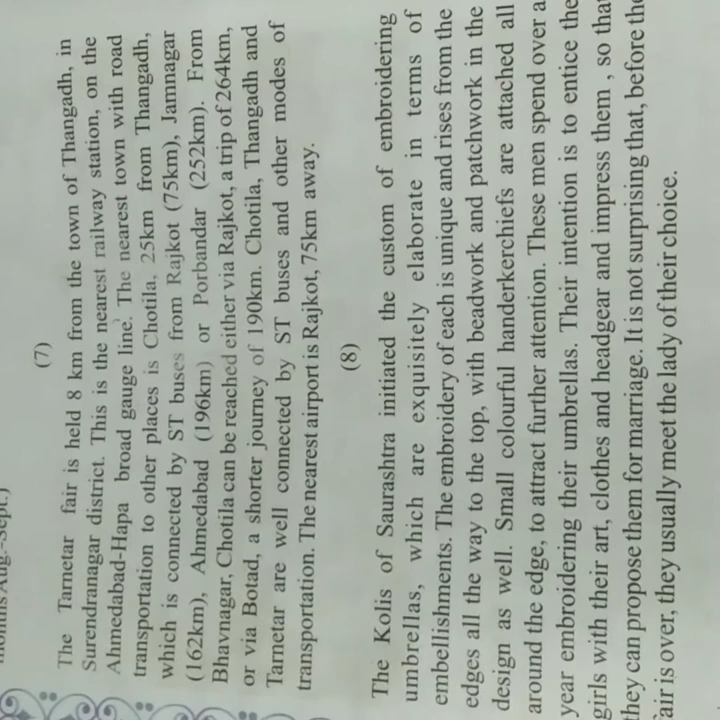 months Aug.-Sept.)
(7)
The Tarnetar fair is held 8 km from the town of Thangadh, in
Surendranagar district. This is the nearest railway station, on the
Ahmedabad-Hapa broad gauge line. The nearest town with road
transportation to other places is Chotila, 25km from Thangadh,
which is connected by ST buses from Rajkot (75km), Jamnagar
(162km), Ahmedabad (196km) or Porbandar (252km). From
Bhavnagar, Chotila can be reached either via Rajkot, a trip of 264km,
or via Botad, a shorter journey of 190km. Chotila, Thangadh and
Tarnetar are well connected by ST buses and other modes of
transportation. The nearest airport is Rajkot, 75km away.
(8)
The Kolis of Saurashtra initiated the custom of embroidering
umbrellas, which are exquisitely elaborate in terms of
embellishments. The embroidery of each is unique and rises from the
edges all the way to the top, with beadwork and patchwork in the
design as well. Small colourful handerkerchiefs are attached all
around the edge, to attract further attention. These men spend over a
year embroidering their umbrellas. Their intention is to entice the
girls with their art, clothes and headgear and impress them , so that
they can propose them for marriage. It is not surprising that, before the
fair is over, they usually meet the lady of their choice.